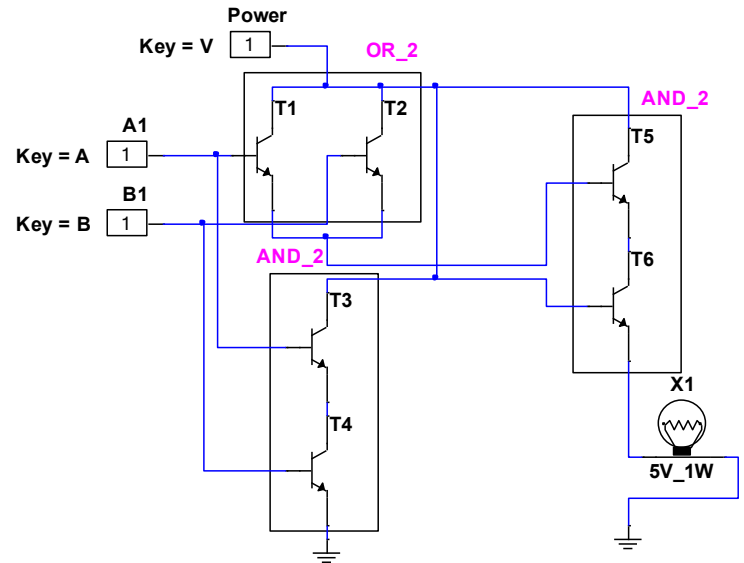 Power
Key = V 1
OR_2
T1 T2
AND_2
A1
Key = A 1
T5
B1
Key = B 1
AND_2
T6
T3
X1
T4
5V_1W